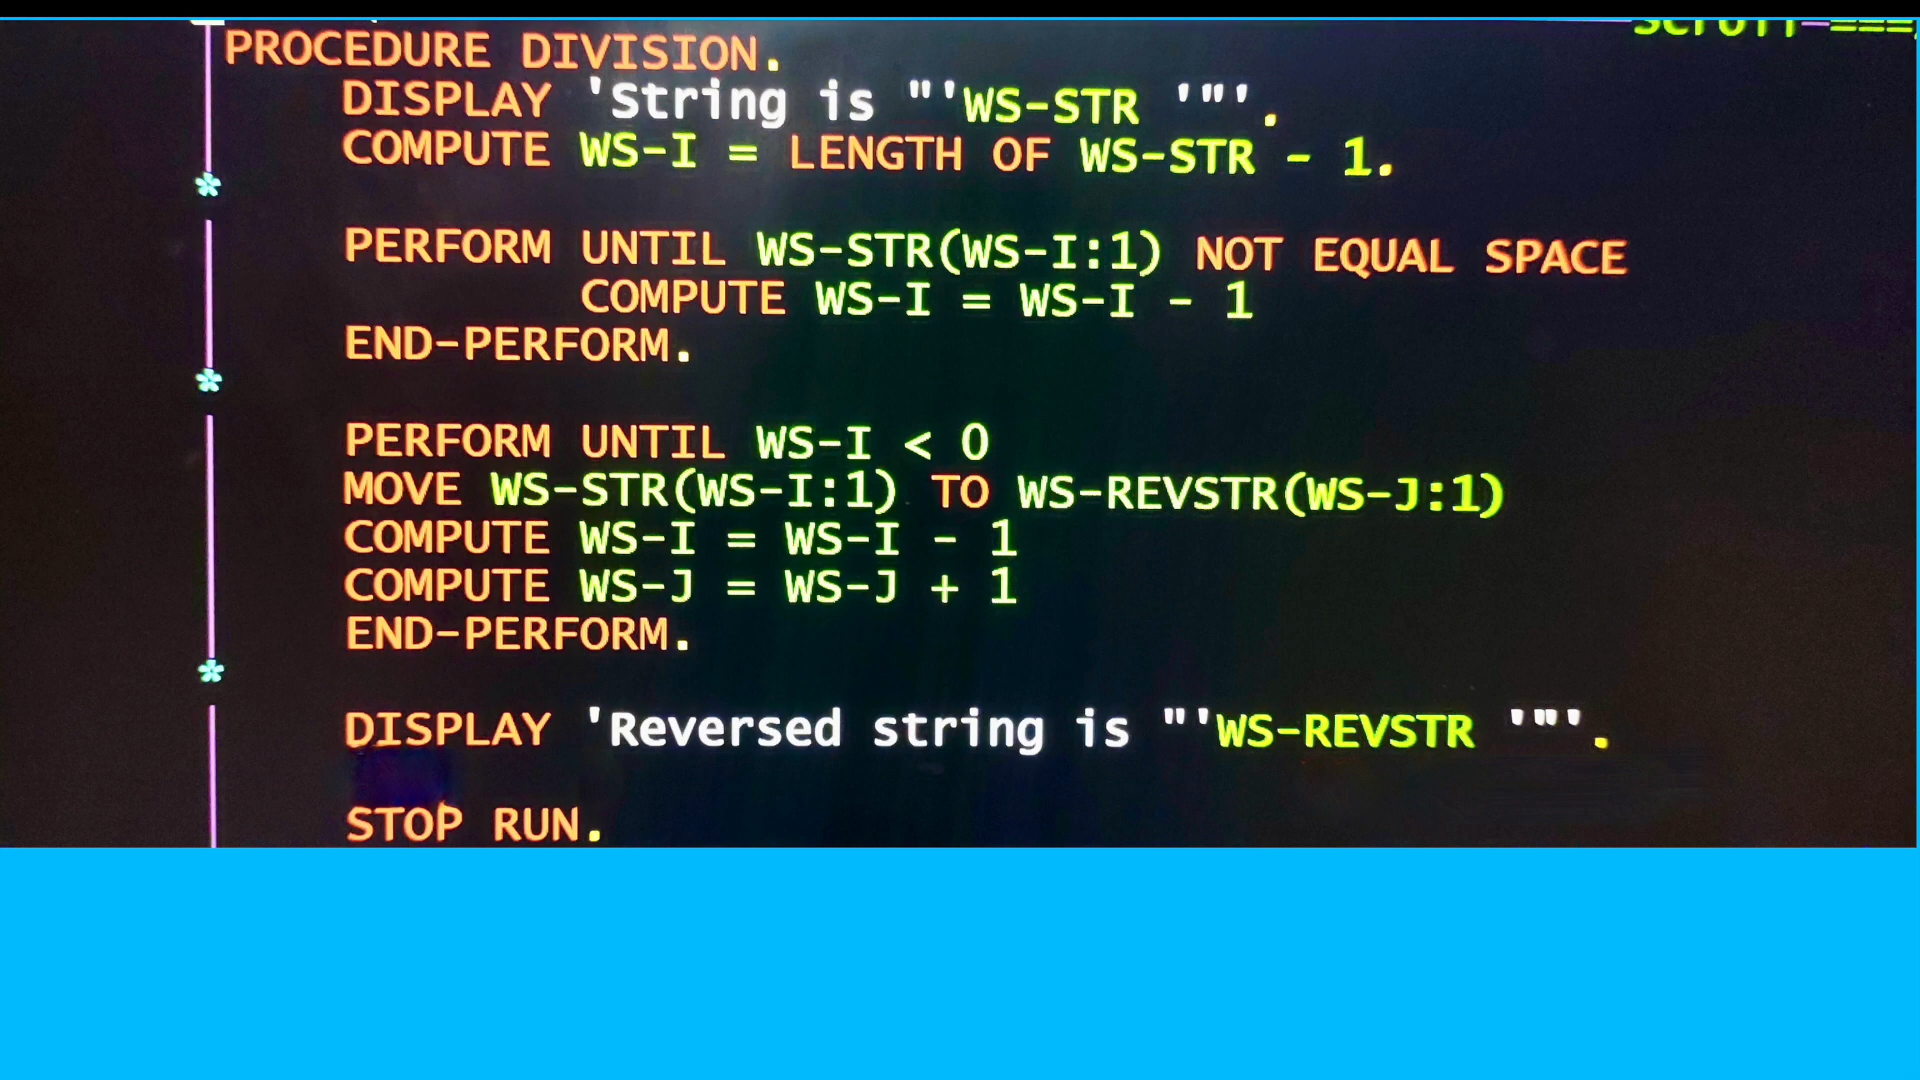 Scroll ===
PROCEDURE DIVISION.
DISPLAY 'String is "'WS-STR '"'.
COMPUTE WS-I = LENGTH OF WS-STR - 1.
*
PERFORM UNTIL WS-STR(WS-I:1) NOT EQUAL SPACE
COMPUTE WS-I = WS-I - 1
END-PERFORM.
*
PERFORM UNTIL WS-I < 0
MOVE WS-STR(WS-I:1) TO WS-REVSTR(WS-J:1)
COMPUTE WS-I = WS-I - 1
COMPUTE WS-J = WS-J + 1
END-PERFORM.
*
DISPLAY 'Reversed string is "'WS-REVSTR '"'.
STOP RUN.